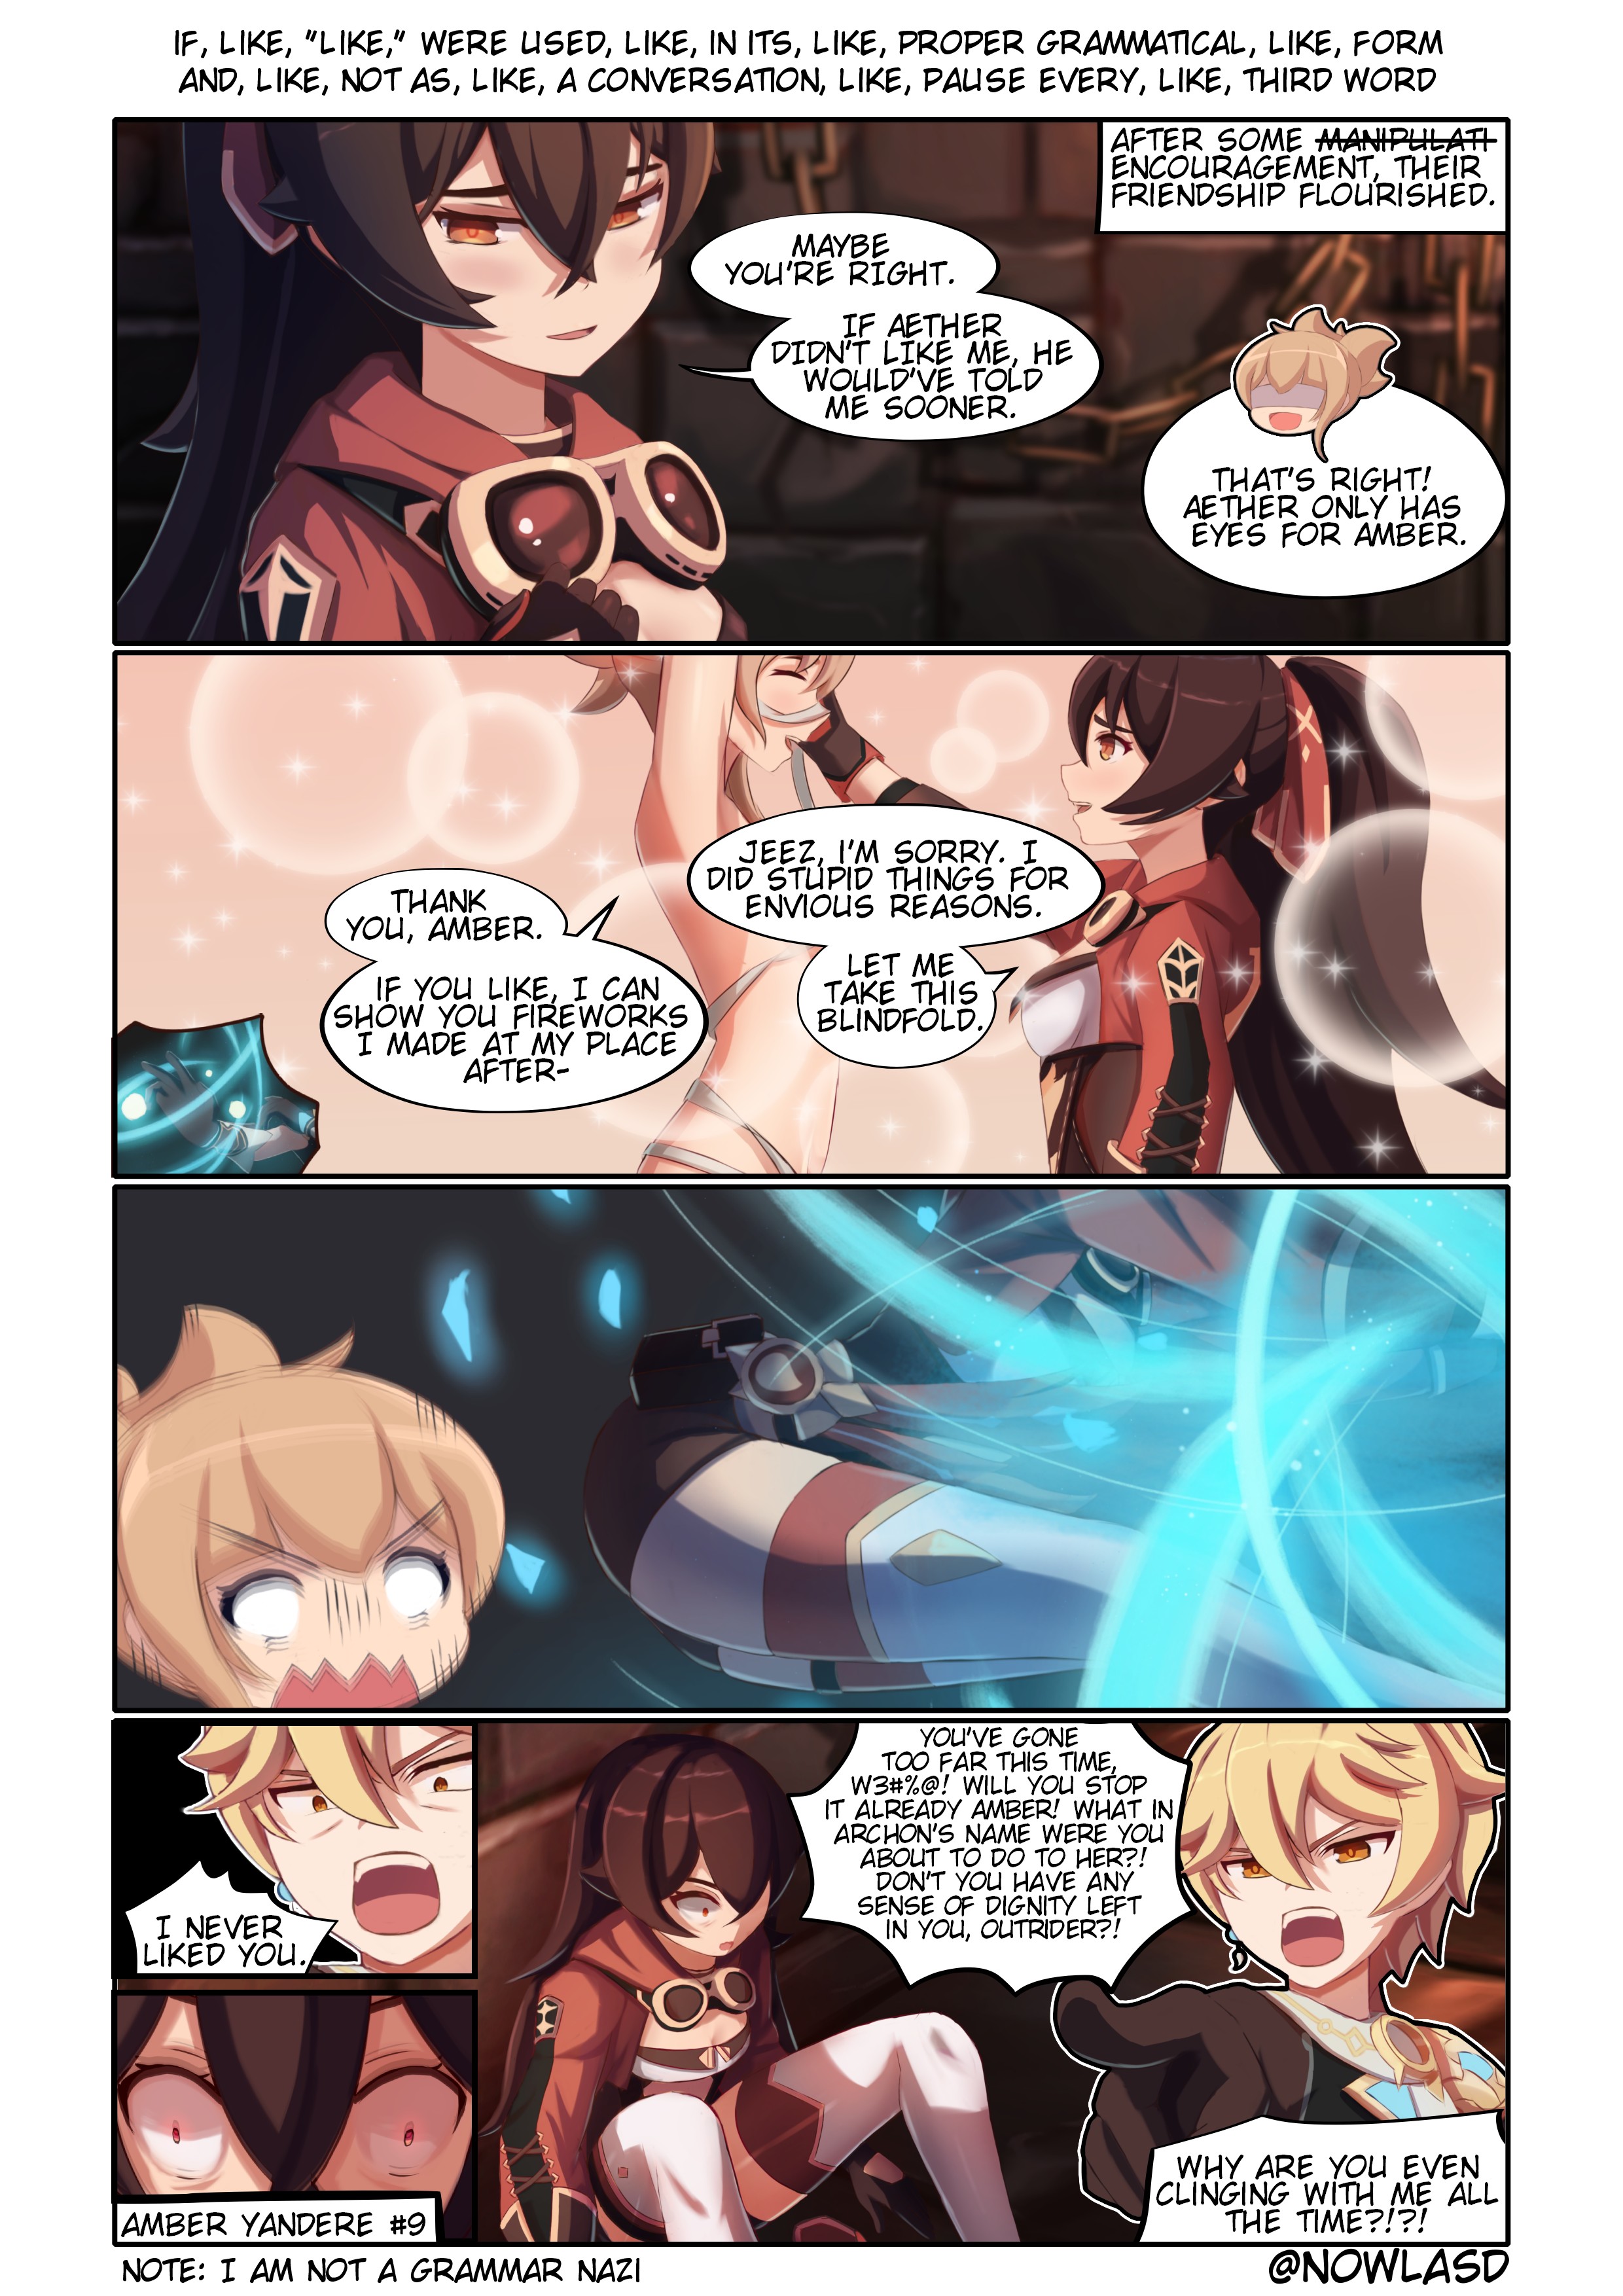 IF, LIKE, "LIKE," WERE USED, LIKE, IN ITS, LIKE, PROPER GRAMMATICAL, LIKE, FORM
AND, LIKE, NOT AS, LIKE, A CONVERSATION, LIKE, PAUSE EVERY, LIKE, THIRD WORD
AFTER SOME MANIPULATI
ENCOURAGEMENT, THEIR
FRIENDSHIP FLOURISHED.
MAYBE
YOU'RE RIGHT.
IF AETHER
DIDN'T LIKE ME, HE
WOULD'VE TOLD
ME SOONER.
THAT'S RIGHT!
AETHER ONLY HAS
EYES FOR AMBER.
JEEZ, I'M SORRY. I
DID STUPID THINGS FOR
ENVIOUS REASONS.
LET ME
TAKE THIS
BLINDFOLD.
THANK
YOU, AMBER.
IF YOU LIKE, I CAN
SHOW YOU FIREWORKS
I MADE AT MY PLACE
AFTER-
I NEVER
LIKED YOU.
YOU'VE GONE
TOO FAR THIS TIME,
W3#%@! WILL YOU STOP
IT ALREADY AMBER! WHAT IN
ARCHON'S NAME WERE YOU
ABOUT TO DO TO HER?!
DON'T YOU HAVE ANY
SENSE OF DIGNITY LEFT
IN YOU, OUTRIDER?!
WHY ARE YOU EVEN
CLINGING WITH ME ALL
THE TIME?!?!
AMBER YANDERE #9
NOTE: I AM NOT A GRAMMAR NAZI
@NOWLASD